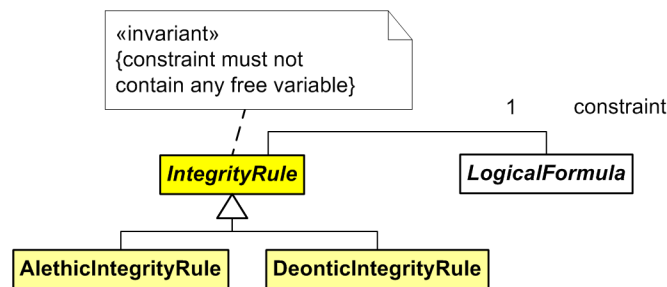 «invariant»
{constraint must not
contain any free variable}
1 constraint
IntegrityRule
LogicalFormula
AlethicIntegrityRule
DeonticIntegrityRule